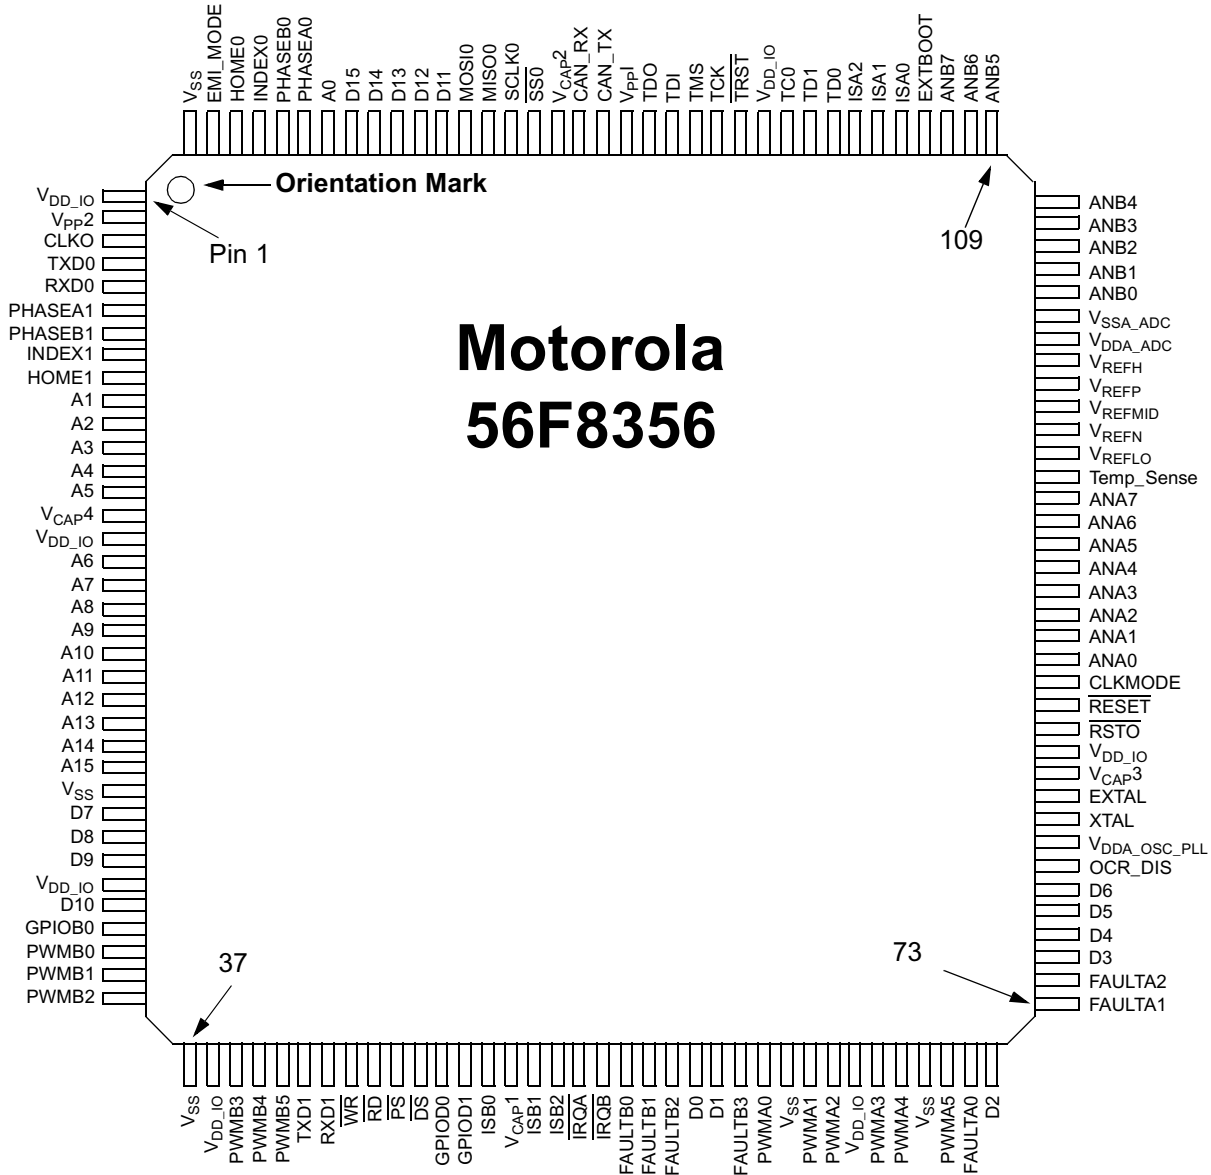 VSS
EMI_MODE
HOME0
INDEX0
PHASEB0
PHASEA0
A0
D15
D14
D13
D12
D11
MOSI0
MISO0
SCLK0
SS0
VCAP2
CAN_RX
CAN_TX
VPPI
TDO
TDI
TMS
TCK
TRST
VDD_IO
TC0
TD1
TD0
ISA2
ISA1
ISA0
EXTBOOT
ANB7
ANB6
ANB5
Orientation Mark
Pin 1
109
Motorola
56F8356
37
73
VDD_IO
VPP2
CLKO
TXD0
RXD0
PHASEA1
PHASEB1
INDEX1
HOME1
A1
A2
A3
A4
A5
VCAP4
VDD_IO
A6
A7
A8
A9
A10
A11
A12
A13
A14
A15
VSS
D7
D8
D9
VDD_IO
D10
GPIOB0
PWMB0
PWMB1
PWMB2
ANB4
ANB3
ANB2
ANB1
ANB0
VSSA_ADC
VDDA_ADC
VREFH
VREFP
VREFMID
VREFN
VREFLO
Temp_Sense
ANA7
ANA6
ANA5
ANA4
ANA3
ANA2
ANA1
ANA0
CLKMODE
RESET
RSTO
VDD_IO
VCAP3
EXTAL
XTAL
VDDA_OSC_PLL
OCR_DIS
D6
D5
D4
D3
FAULTA2
FAULTA1
VSS
VDD_IO
PWMB3
PWMB4
PWMB5
TXD1
RXD1
WR
RD
PS
DS
GPIOD0
GPIOD1
ISB0
VCAP1
ISB1
ISB2
IRQA
IRQB
FAULTB0
FAULTB1
FAULTB2
D0
D1
FAULTB3
PWMA0
VSS
PWMA1
PWMA2
VDD_IO
PWMA3
PWMA4
VSS
PWMA5
FAULTA0
D2